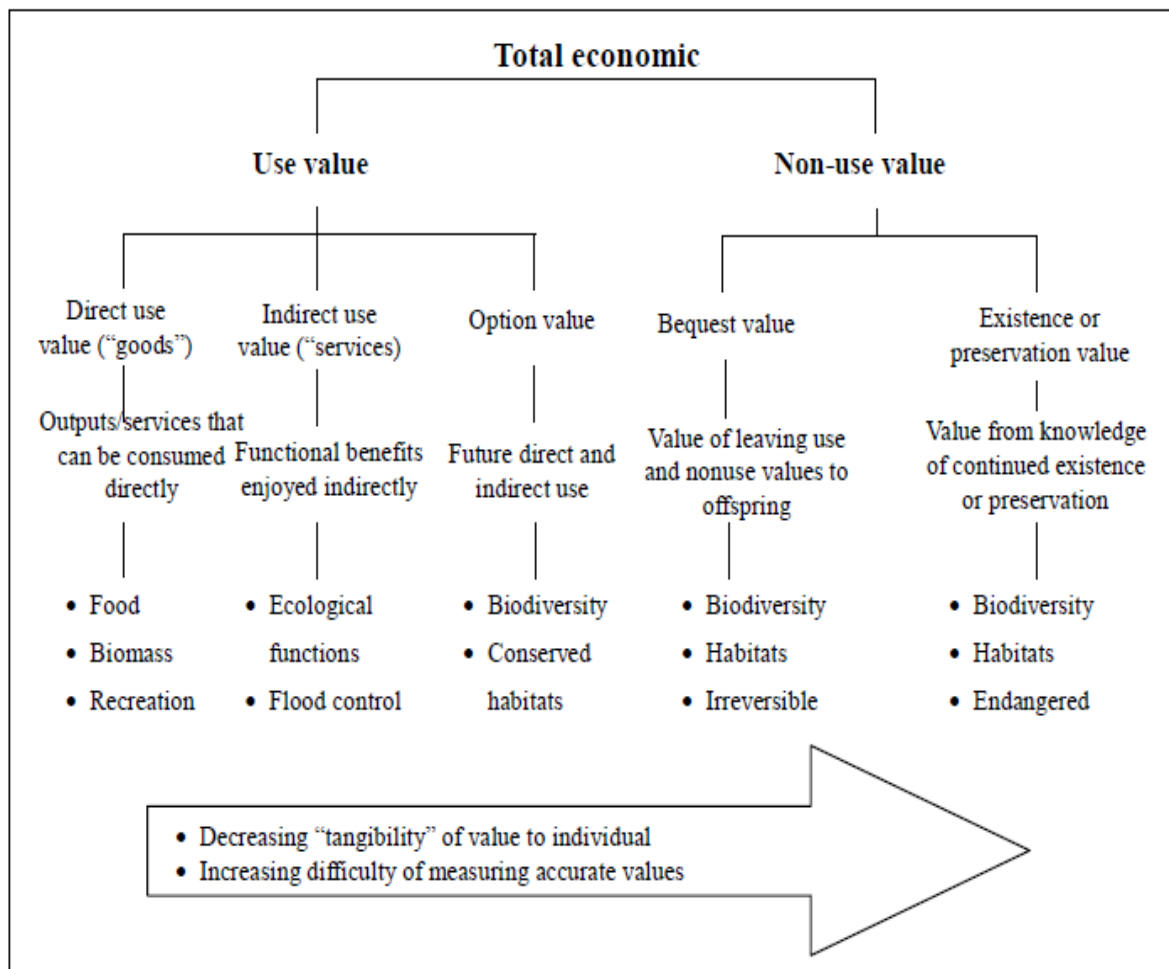 Total economic
Use value
Non-use value
Direct use
value (“goods”)
Indirect use
value (“services)
Option value
Bequest value
Existence or
preservation value
Outputs/services that
can be consumed
directly
Functional benefits
enjoyed indirectly
Future direct and
indirect use
Value of leaving use
and nonuse values to
offspring
Value from knowledge
of continued existence
or preservation
• Food
• Biomass
• Recreation
• Ecological
functions
• Flood control
• Biodiversity
• Conserved
habitats
• Biodiversity
• Habitats
• Irreversible
• Biodiversity
• Habitats
• Endangered
• Decreasing “tangibility” of value to individual
• Increasing difficulty of measuring accurate values